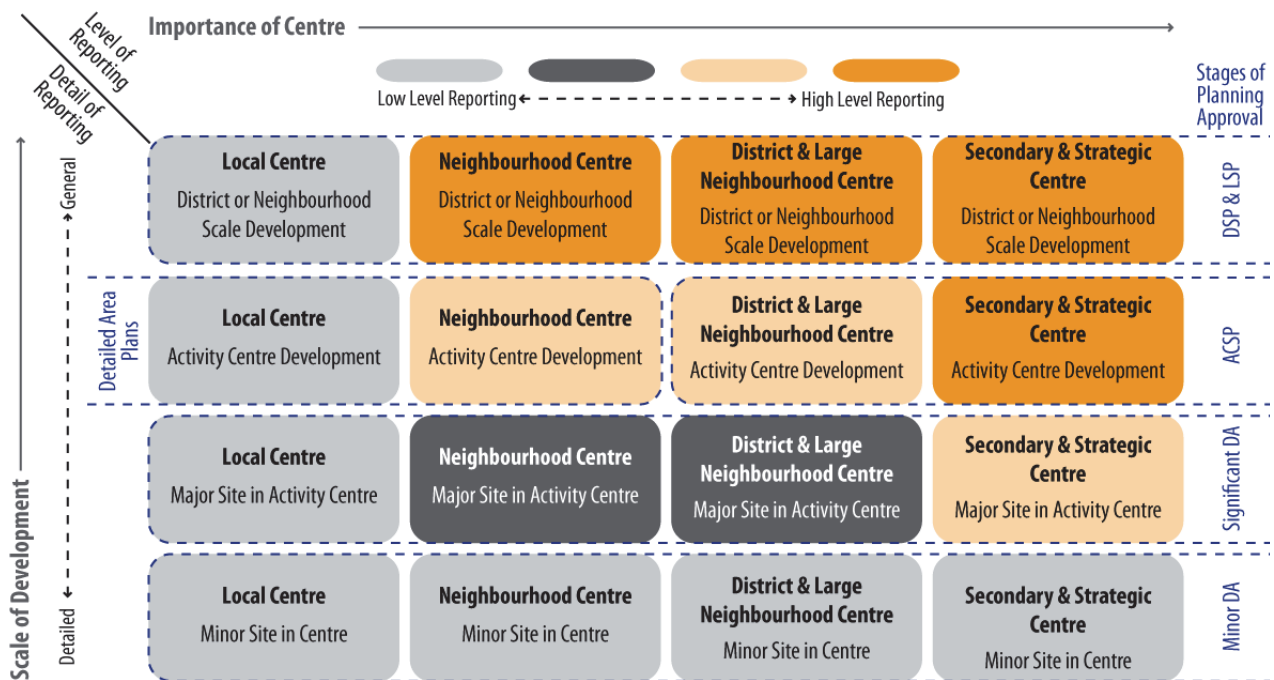 Level of
Reporting
Detail of
Reporting
Importance of Centre
Low Level Reporting
High Level Reporting
Stages of
Planning
Approval
Scale of Development
General
Detailed
Local Centre
District or Neighbourhood
Scale Development
Neighbourhood Centre
District or Neighbourhood
Scale Development
District & Large
Neighbourhood Centre
District or Neighbourhood
Scale Development
Secondary & Strategic
Centre
District or Neighbourhood
Scale Development
DSP & LSP
Detailed Area
Plans
Local Centre
Activity Centre Development
Neighbourhood Centre
Activity Centre Development
District & Large
Neighbourhood Centre
Activity Centre Development
Secondary & Strategic
Centre
Activity Centre Development
ACSP
Local Centre
Major Site in Activity Centre
Neighbourhood Centre
Major Site in Activity Centre
District & Large
Neighbourhood Centre
Major Site in Activity Centre
Secondary & Strategic
Centre
Major Site in Activity Centre
Significant DA
Local Centre
Minor Site in Centre
Neighbourhood Centre
Minor Site in Centre
District & Large
Neighbourhood Centre
Minor Site in Centre
Secondary & Strategic
Centre
Minor Site in Centre
Minor DA